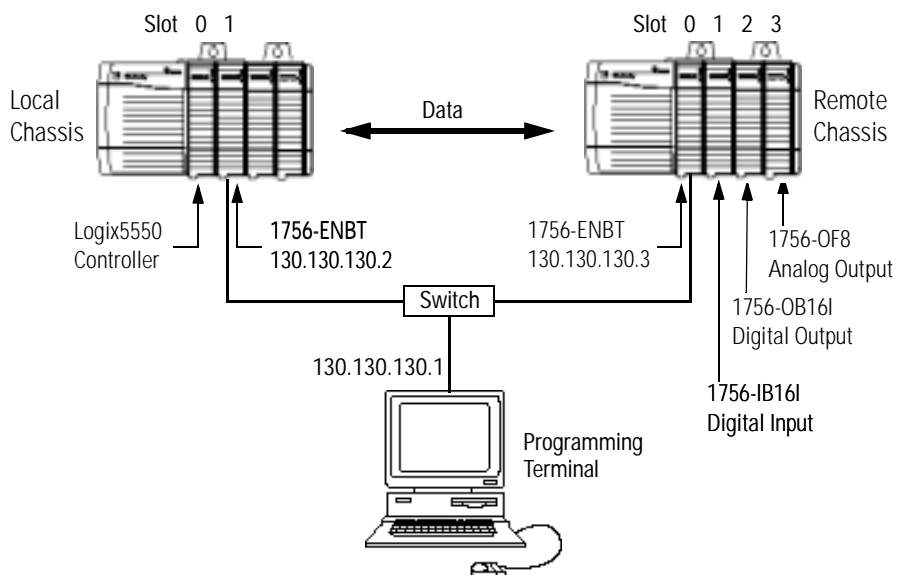 Slot 0 1
Slot 0 1 2 3
Local
Chassis
Data
Remote
Chassis
Logix5550
Controller
1756-ENBT
130.130.130.2
1756-ENBT
130.130.130.3
1756-OF8
Analog Output
Switch
1756-OB16I
Digital Output
130.130.130.1
1756-IB16I
Digital Input
Programming
Terminal